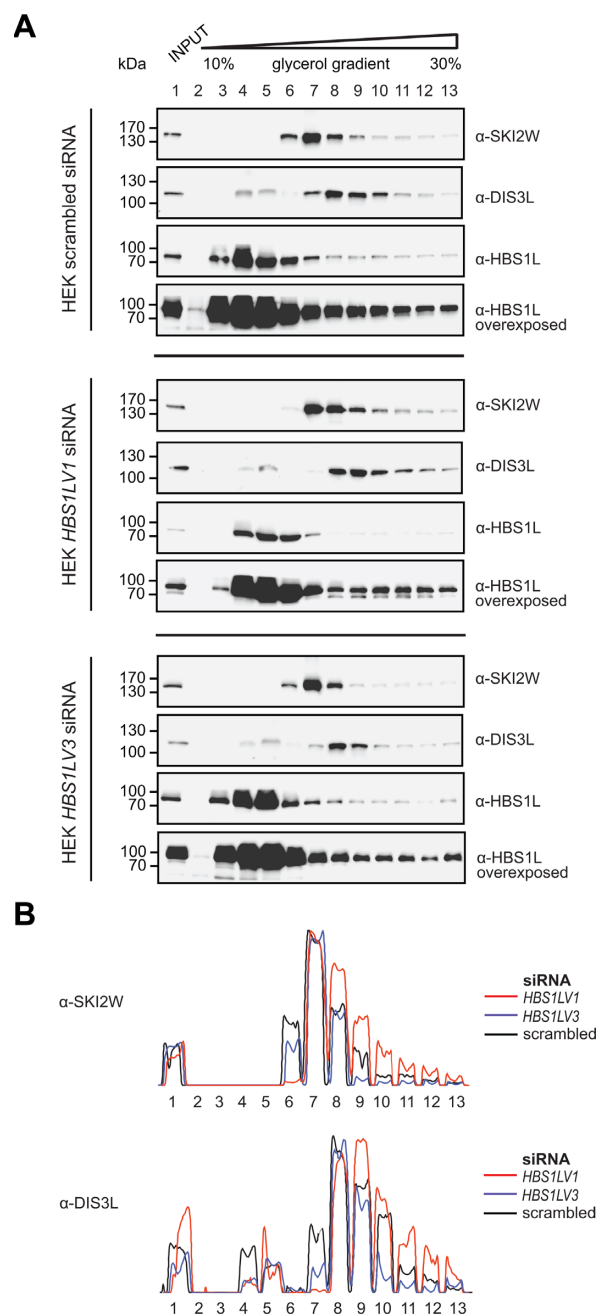 A
INPUT
kDa 10% glycerol gradient 30%
1 2 3 4 5 6 7 8 9 10 11 12 13
HEK scrambled siRNA
170
130
α-SKI2W
130
100
α-DIS3L
100
70
α-HBS1L
100
70
α-HBS1L
overexposed
HEK HBS1LV1 siRNA
170
130
α-SKI2W
130
100
α-DIS3L
100
70
α-HBS1L
100
70
α-HBS1L
overexposed
HEK HBS1LV3 siRNA
170
130
α-SKI2W
130
100
α-DIS3L
100
70
α-HBS1L
100
70
α-HBS1L
overexposed
B
α-SKI2W
siRNA
HBS1LV1
HBS1LV3
scrambled
1 2 3 4 5 6 7 8 9 10 11 12 13
α-DIS3L
siRNA
HBS1LV1
HBS1LV3
scrambled
1 2 3 4 5 6 7 8 9 10 11 12 13